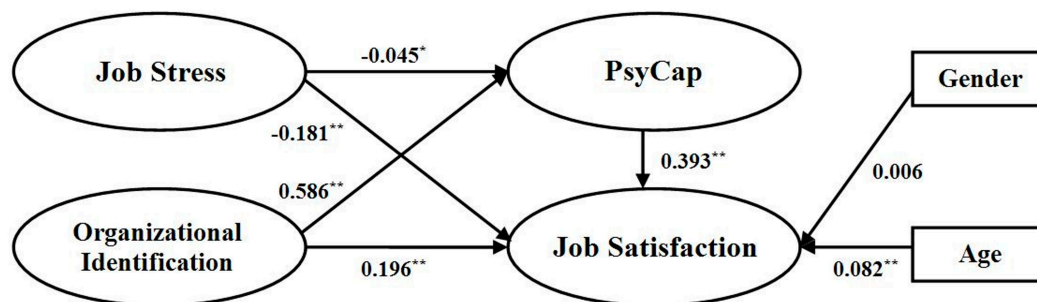 Job Stress
-0.045*
PsyCap
Gender
-0.181**
0.393**
0.006
0.586**
Organizational
Identification
0.196**
Job Satisfaction
0.082**
Age